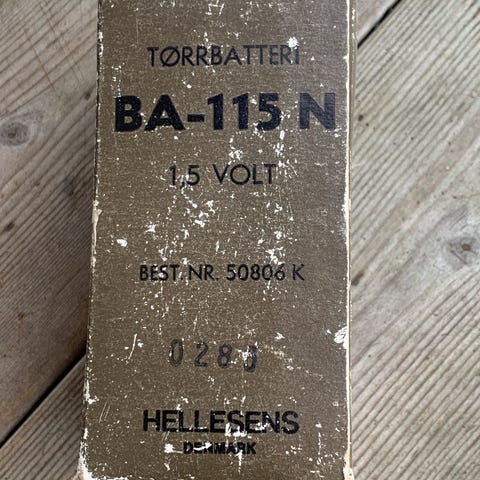 TØRRBATTERI
BA-115 N
1,5 VOLT
BEST. NR. 50806 K
HELLESENS
DENMARK